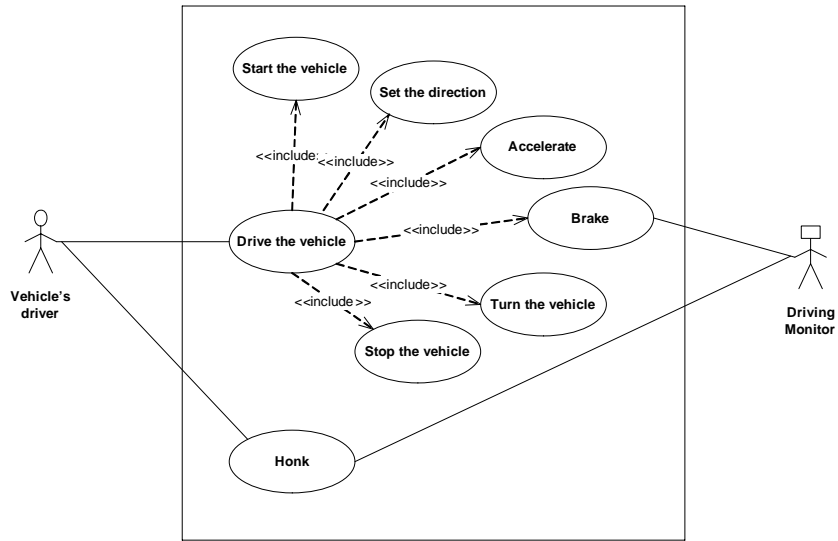 Start the vehicle
Set the direction
<<include>>
<<include>>
Accelerate
<<include>>
Brake
<<include>>
Drive the vehicle
<<include>>
Turn the vehicle
<<include>>
Stop the vehicle
Honk
Vehicle's
driver
Driving
Monitor